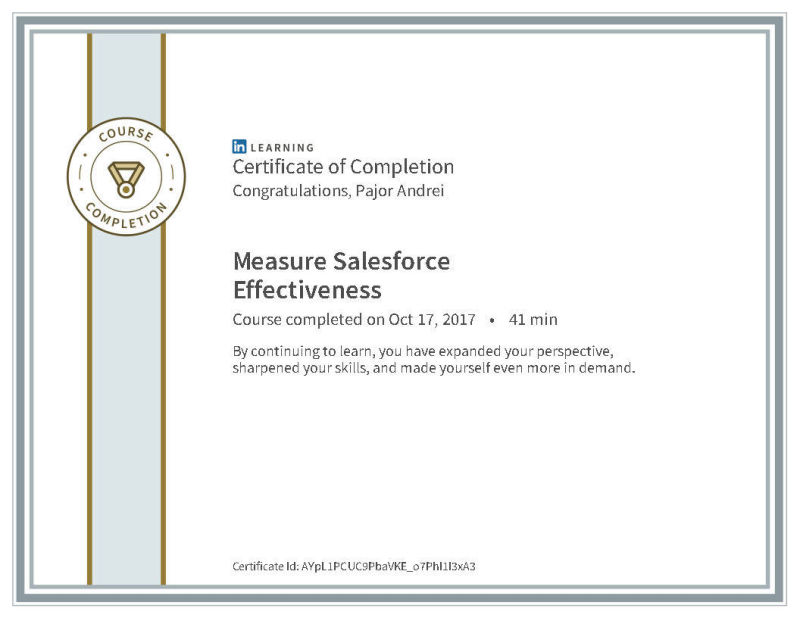 COURSE
COMPLETION
in LEARNING
Certificate of Completion
Congratulations, Pajor Andrei
Measure Salesforce
Effectiveness
Course completed on Oct 17, 2017 • 41 min
By continuing to learn, you have expanded your perspective,
sharpened your skills, and made yourself even more in demand.
Certificate Id: AYpL1PCUC9PbaVKE_o7PhI1I3xA3